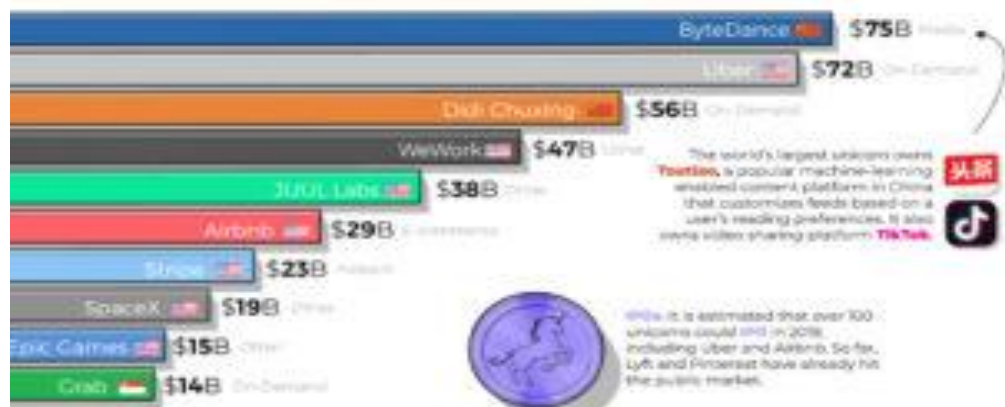 ByteDance $75B Media
Uber $72B On-Demand
Didi Chuxing $56B On-Demand
WeWork $47B Other
JUUL Labs $38B Other
Airbnb $29B E-commerce
Stripe $23B Fintech
SpaceX $19B Other
Epic Games $15B Other
Grab $14B On-Demand
The world's largest unicorn owns
Toutiao, a popular machine-learning
enabled content platform in China
that customizes feeds based on a
user's reading preferences. It also
owns video sharing platform TikTok.
头条
IPOs: It is estimated that over 100
unicorns could IPO in 2019,
including Uber and Airbnb. So far,
Lyft and Pinterest have already hit
the public market.